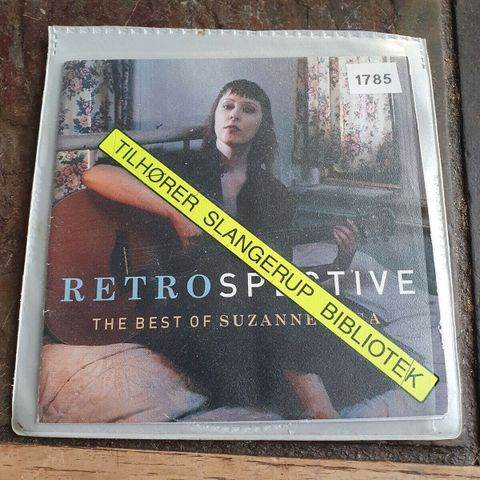 1785
TILHØRER SLANGERUP BIBLIOTEK
RETROSPECTIVE
THE BEST OF SUZANNE